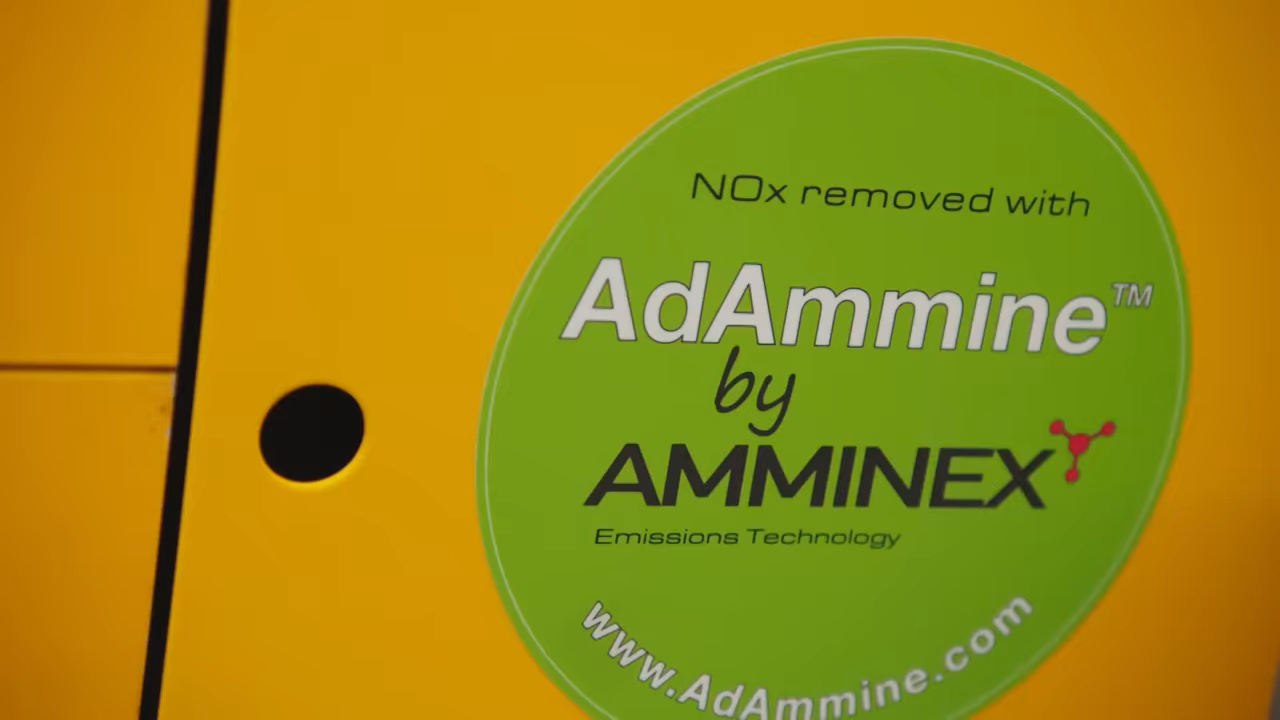 NOx removed with
AdAmmine™
by
AMMINEX
Emissions Technology
www.AdAmmine.com